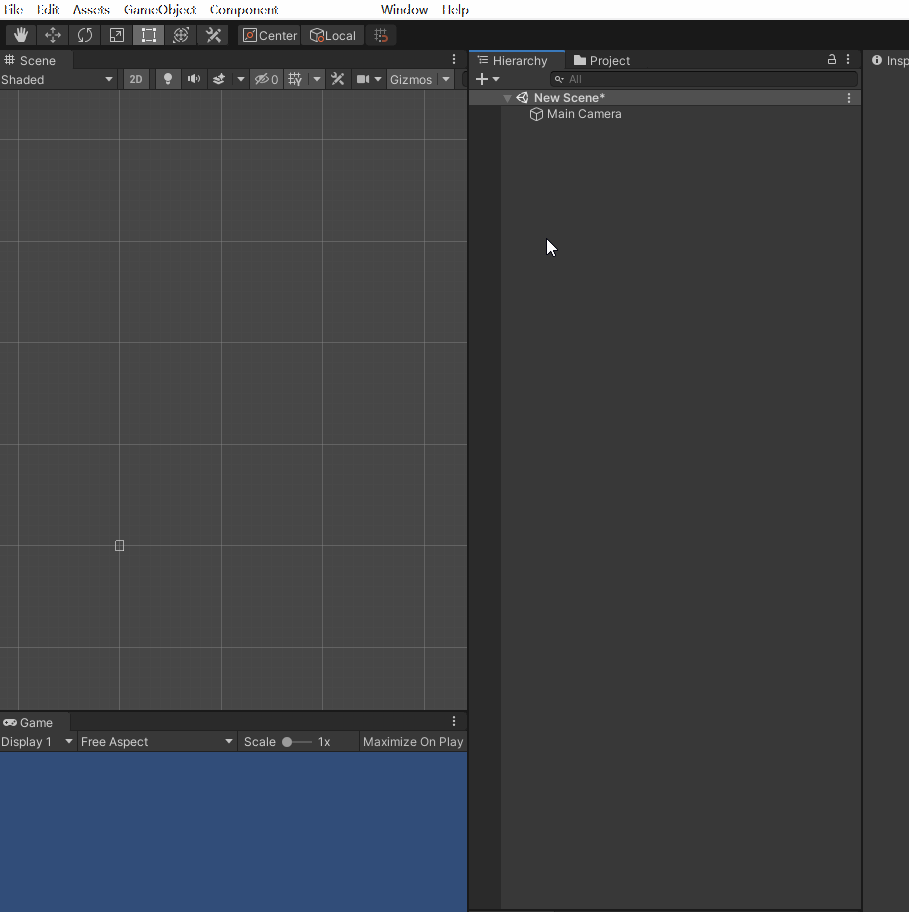 File Edit Assets GameObject Component Window Help
Center Local
Scene
Hierarchy Project
Insp
Shaded 2D 0 Gizmos
All
New Scene*
Main Camera
Game
Display 1 Free Aspect Scale 1x Maximize On Play